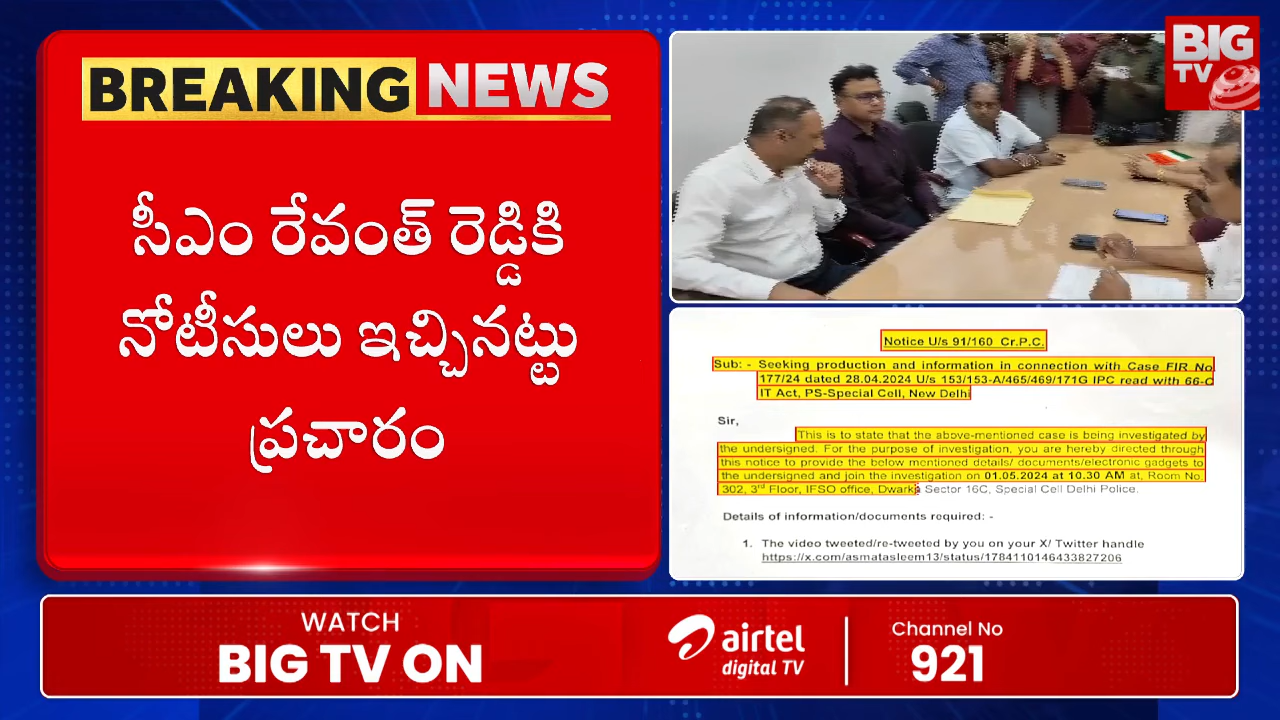 BREAKING NEWS
సీఎం రేవంత్ రెడ్డికి
నోటీసులు ఇచ్చినట్టు
ప్రచారం
BIG
TV
Notice U/s 91/160 Cr.P.C.
Sub: - Seeking production and information in connection with Case FIR No.
177/24 dated 28.04.2024 U/s 153/153-A/465/469/171G IPC read with 66-C
IT Act, PS-Special Cell, New Delhi
Sir,
This is to state that the above-mentioned case is being investigated by
the undersigned. For the purpose of investigation, you are hereby directed through
this notice to provide the below mentioned details/ documents/electronic gadgets to
the undersigned and join the investigation on 01.05.2024 at 10.30 AM at, Room No.
302, 3rd Floor, IFSO office, Dwarka Sector 16C, Special Cell Delhi Police.
Details of information/documents required: -
1. The video tweeted/re-tweeted by you on your X/ Twitter handle
https://x.com/asmatasleem13/status/1784110146433827206
WATCH
BIG TV ON
airtel
digital TV
Channel No
921